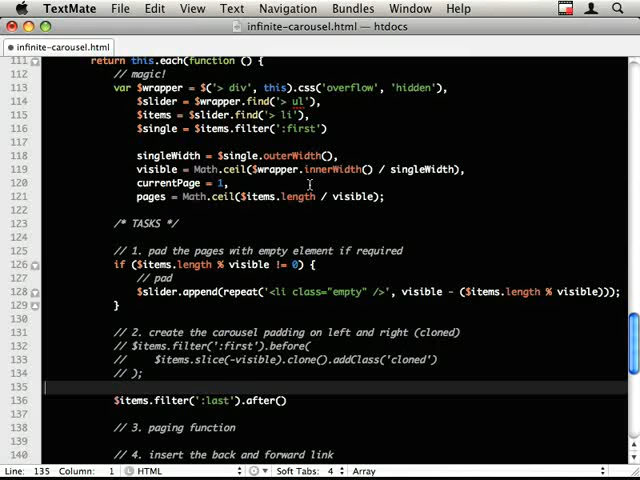 TextMate File Edit View Text Navigation Bundles Window Help
infinite-carousel.html — htdocs
infinite-carousel.html
111 return this.each(function () {
112 // magic!
113 var $wrapper = $('> div', this).css('overflow', 'hidden'),
114 $slider = $wrapper.find('> ul'),
115 $items = $slider.find('> li'),
116 $single = $items.filter(':first')
117
118 singleWidth = $single.outerWidth(),
119 visible = Math.ceil($wrapper.innerWidth() / singleWidth),
120 currentPage = 1,
121 pages = Math.ceil($items.length / visible);
122
123 /* TASKS */
124
125 // 1. pad the pages with empty element if required
126 if ($items.length % visible != 0) {
127 // pad
128 $slider.append(repeat('<li class="empty" />', visible - ($items.length % visible)));
129 }
130
131 // 2. create the carousel padding on left and right (cloned)
132 // $items.filter(':first').before(
133 // $items.slice(-visible).clone().addClass('cloned')
134 // );
135
136 $items.filter(':last').after()
137
138 // 3. paging function
139
140 // 4. insert the back and forward link
Line: 135 Column: 1 HTML Soft Tabs: 4 Array